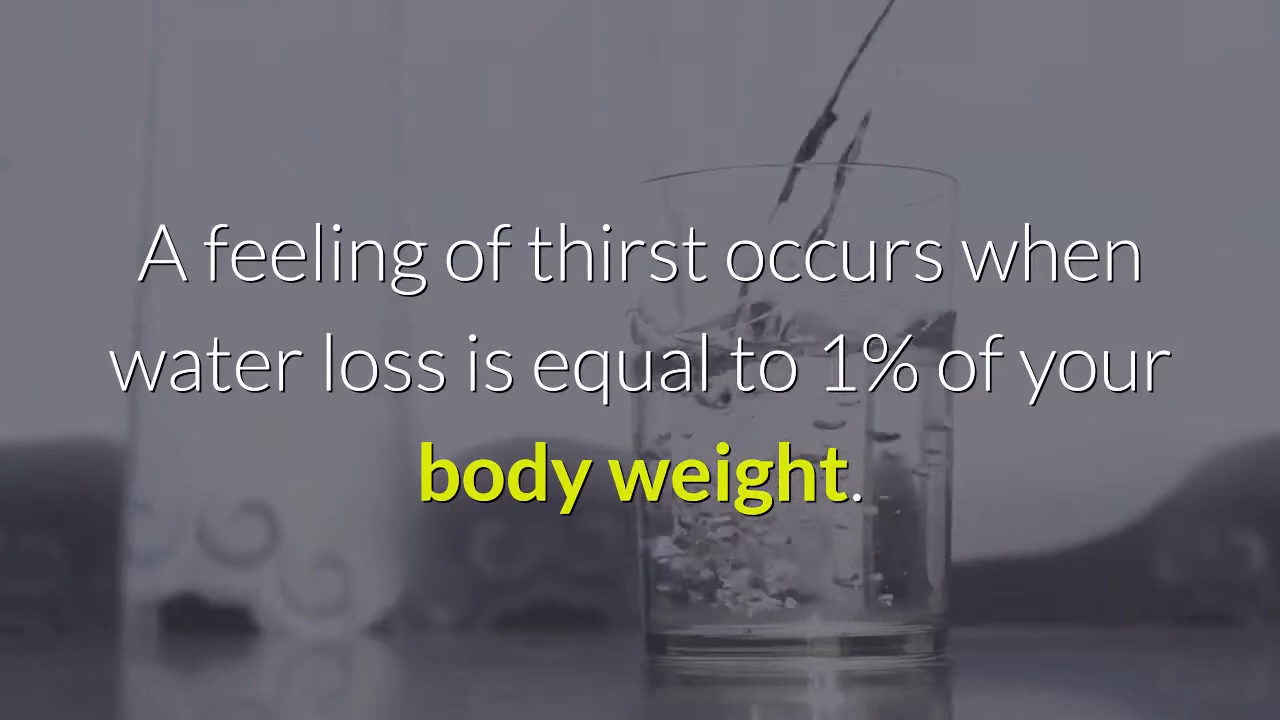 A feeling of thirst occurs when
water loss is equal to 1% of your
body weight.